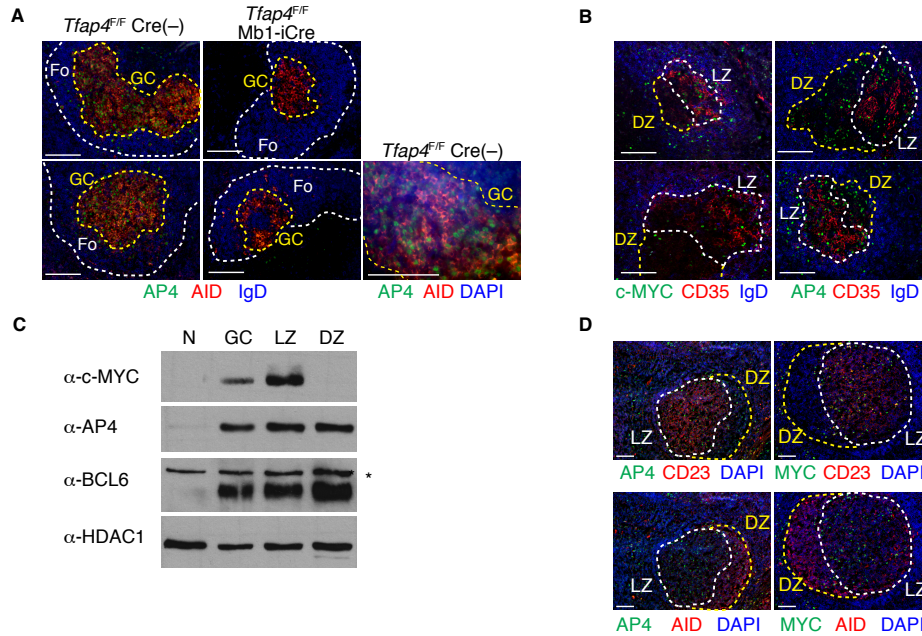 A
Tfap4F/F Cre(–)
Tfap4F/F
Mb1-iCre
Fo
GC
GC
Fo
GC
Fo
Fo
GC
Tfap4F/F Cre(–)
GC
AP4 AID IgD
AP4 AID DAPI
B
LZ
DZ
DZ
LZ
LZ
DZ
DZ
LZ
c-MYC CD35 IgD
AP4 CD35 IgD
C
N GC LZ DZ
α-c-MYC
α-AP4
α-BCL6
*
α-HDAC1
D
DZ
LZ
DZ
LZ
AP4 CD23 DAPI
MYC CD23 DAPI
DZ
LZ
DZ
LZ
AP4 AID DAPI
MYC AID DAPI